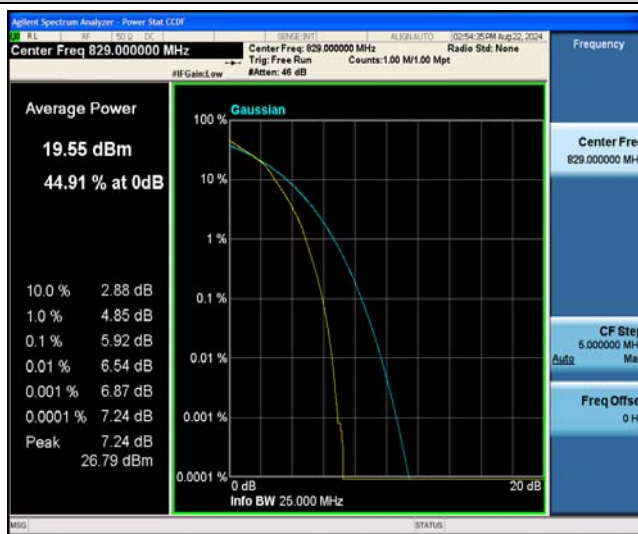 Agilent Spectrum Analyzer - Power Stat CCDF
RL RF 50 Ω DC SENSE:INT ALIGNAUTO 02:54:35PM Aug 22, 2024
Center Freq 829.000000 MHz
Center Freq: 829.000000 MHz Radio Std: None
Trig: Free Run Counts:1.00 M/1.00 Mpt
#IFGain:Low #Atten: 46 dB
Frequency
Average Power
19.55 dBm
44.91 % at 0dB
10.0 % 2.88 dB
1.0 % 4.85 dB
0.1 % 5.92 dB
0.01 % 6.54 dB
0.001 % 6.87 dB
0.0001 % 7.24 dB
Peak 7.24 dB
26.79 dBm
Gaussian
100 %
10 %
1 %
0.1 %
0.01 %
0.001 %
0.0001 %
0 dB 20 dB
Info BW 25.000 MHz
Center Fre
829.000000 MH
CF Step
5.000000 MH
Auto Ma
Freq Offse
0 H
MSG STATUS